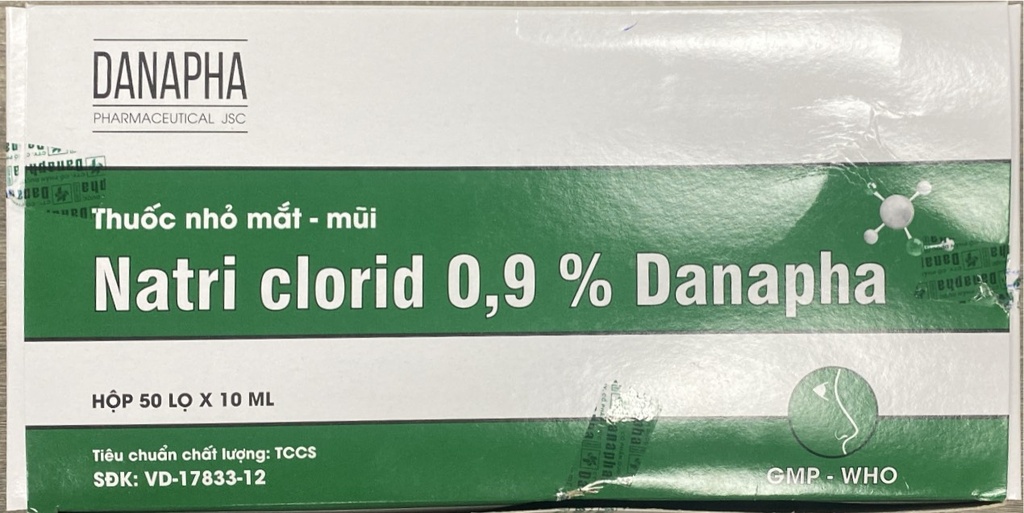 DANAPHA
PHARMACEUTICAL JSC
Thuốc nhỏ mắt - mũi
Natri clorid 0,9 % Danapha
HỘP 50 LỌ X 10 ML
Tiêu chuẩn chất lượng: TCCS
SĐK: VD-17833-12
GMP - WHO
Danapha